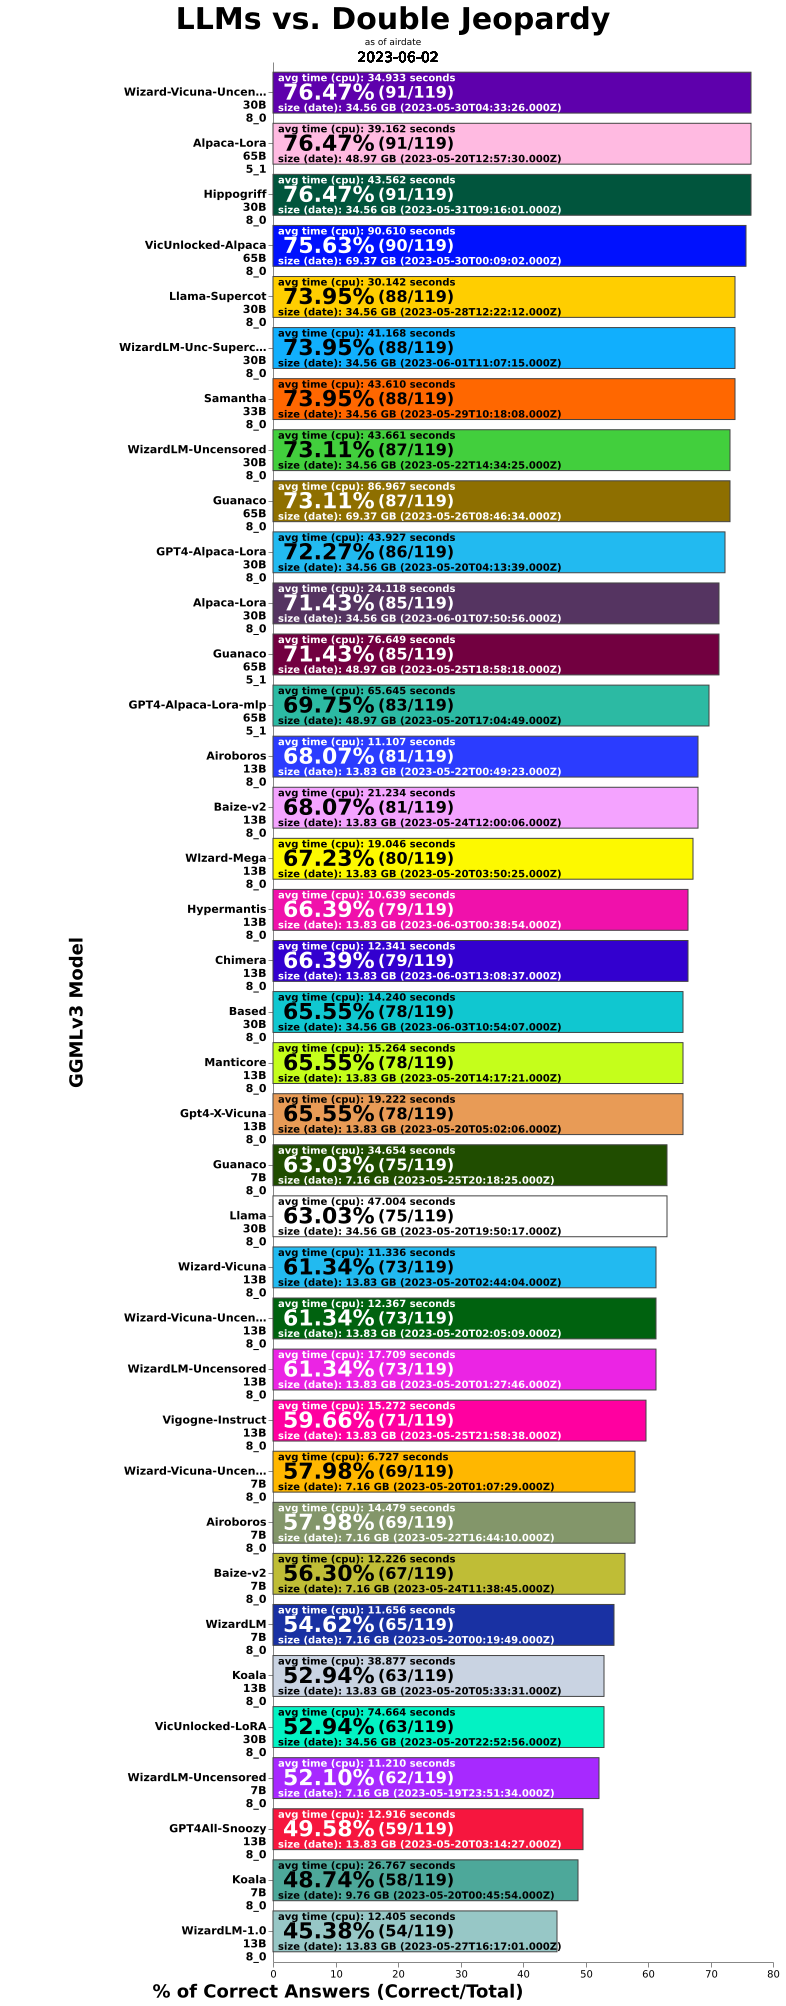 LLMs vs. Double Jeopardy
as of airdate
2023-06-02
GGMLv3 Model
Wizard-Vicuna-Uncen...
30B
8_0
avg time (cpu): 34.933 seconds
76.47% (91/119)
size (date): 34.56 GB (2023-05-30T04:33:26.000Z)
Alpaca-Lora
65B
5_1
avg time (cpu): 39.162 seconds
76.47% (91/119)
size (date): 48.97 GB (2023-05-20T12:57:30.000Z)
Hippogriff
30B
8_0
avg time (cpu): 43.562 seconds
76.47% (91/119)
size (date): 34.56 GB (2023-05-31T09:16:01.000Z)
VicUnlocked-Alpaca
65B
8_0
avg time (cpu): 90.610 seconds
75.63% (90/119)
size (date): 69.37 GB (2023-05-30T00:09:02.000Z)
Llama-Supercot
30B
8_0
avg time (cpu): 30.142 seconds
73.95% (88/119)
size (date): 34.56 GB (2023-05-28T12:22:12.000Z)
WizardLM-Unc-Superc...
30B
8_0
avg time (cpu): 41.168 seconds
73.95% (88/119)
size (date): 34.56 GB (2023-06-01T11:07:15.000Z)
Samantha
33B
8_0
avg time (cpu): 43.610 seconds
73.95% (88/119)
size (date): 34.56 GB (2023-05-29T10:18:08.000Z)
WizardLM-Uncensored
30B
8_0
avg time (cpu): 43.661 seconds
73.11% (87/119)
size (date): 34.56 GB (2023-05-22T14:34:25.000Z)
Guanaco
65B
8_0
avg time (cpu): 86.967 seconds
73.11% (87/119)
size (date): 69.37 GB (2023-05-26T08:46:34.000Z)
GPT4-Alpaca-Lora
30B
8_0
avg time (cpu): 43.927 seconds
72.27% (86/119)
size (date): 34.56 GB (2023-05-20T04:13:39.000Z)
Alpaca-Lora
30B
8_0
avg time (cpu): 24.118 seconds
71.43% (85/119)
size (date): 34.56 GB (2023-06-01T07:50:56.000Z)
Guanaco
65B
5_1
avg time (cpu): 76.649 seconds
71.43% (85/119)
size (date): 48.97 GB (2023-05-25T18:58:18.000Z)
GPT4-Alpaca-Lora-mlp
65B
5_1
avg time (cpu): 65.645 seconds
69.75% (83/119)
size (date): 48.97 GB (2023-05-20T17:04:49.000Z)
Airoboros
13B
8_0
avg time (cpu): 11.107 seconds
68.07% (81/119)
size (date): 13.83 GB (2023-05-22T00:49:23.000Z)
Baize-v2
13B
8_0
avg time (cpu): 21.234 seconds
68.07% (81/119)
size (date): 13.83 GB (2023-05-24T12:00:06.000Z)
WIzard-Mega
13B
8_0
avg time (cpu): 19.046 seconds
67.23% (80/119)
size (date): 13.83 GB (2023-05-20T03:50:25.000Z)
Hypermantis
13B
8_0
avg time (cpu): 10.639 seconds
66.39% (79/119)
size (date): 13.83 GB (2023-06-03T00:38:54.000Z)
Chimera
13B
8_0
avg time (cpu): 12.341 seconds
66.39% (79/119)
size (date): 13.83 GB (2023-06-03T13:08:37.000Z)
Based
30B
8_0
avg time (cpu): 14.240 seconds
65.55% (78/119)
size (date): 34.56 GB (2023-06-03T10:54:07.000Z)
Manticore
13B
8_0
avg time (cpu): 15.264 seconds
65.55% (78/119)
size (date): 13.83 GB (2023-05-20T14:17:21.000Z)
Gpt4-X-Vicuna
13B
8_0
avg time (cpu): 19.222 seconds
65.55% (78/119)
size (date): 13.83 GB (2023-05-20T05:02:06.000Z)
Guanaco
7B
8_0
avg time (cpu): 34.654 seconds
63.03% (75/119)
size (date): 7.16 GB (2023-05-25T20:18:25.000Z)
Llama
30B
8_0
avg time (cpu): 47.004 seconds
63.03% (75/119)
size (date): 34.56 GB (2023-05-20T19:50:17.000Z)
Wizard-Vicuna
13B
8_0
avg time (cpu): 11.336 seconds
61.34% (73/119)
size (date): 13.83 GB (2023-05-20T02:44:04.000Z)
Wizard-Vicuna-Uncen...
13B
8_0
avg time (cpu): 12.367 seconds
61.34% (73/119)
size (date): 13.83 GB (2023-05-20T02:05:09.000Z)
WizardLM-Uncensored
13B
8_0
avg time (cpu): 17.709 seconds
61.34% (73/119)
size (date): 13.83 GB (2023-05-20T01:27:46.000Z)
Vigogne-Instruct
13B
8_0
avg time (cpu): 15.272 seconds
59.66% (71/119)
size (date): 13.83 GB (2023-05-25T21:58:38.000Z)
Wizard-Vicuna-Uncen...
7B
8_0
avg time (cpu): 6.727 seconds
57.98% (69/119)
size (date): 7.16 GB (2023-05-20T01:07:29.000Z)
Airoboros
7B
8_0
avg time (cpu): 14.479 seconds
57.98% (69/119)
size (date): 7.16 GB (2023-05-22T16:44:10.000Z)
Baize-v2
7B
8_0
avg time (cpu): 12.226 seconds
56.30% (67/119)
size (date): 7.16 GB (2023-05-24T11:38:45.000Z)
WizardLM
7B
8_0
avg time (cpu): 11.656 seconds
54.62% (65/119)
size (date): 7.16 GB (2023-05-20T00:19:49.000Z)
Koala
13B
8_0
avg time (cpu): 38.877 seconds
52.94% (63/119)
size (date): 13.83 GB (2023-05-20T05:33:31.000Z)
VicUnlocked-LoRA
30B
8_0
avg time (cpu): 74.664 seconds
52.94% (63/119)
size (date): 34.56 GB (2023-05-20T22:52:56.000Z)
WizardLM-Uncensored
7B
8_0
avg time (cpu): 11.210 seconds
52.10% (62/119)
size (date): 7.16 GB (2023-05-19T23:51:34.000Z)
GPT4All-Snoozy
13B
8_0
avg time (cpu): 12.916 seconds
49.58% (59/119)
size (date): 13.83 GB (2023-05-20T03:14:27.000Z)
Koala
7B
8_0
avg time (cpu): 26.767 seconds
48.74% (58/119)
size (date): 9.76 GB (2023-05-20T00:45:54.000Z)
WizardLM-1.0
13B
8_0
avg time (cpu): 12.405 seconds
45.38% (54/119)
size (date): 13.83 GB (2023-05-27T16:17:01.000Z)
0 10 20 30 40 50 60 70 80
% of Correct Answers (Correct/Total)